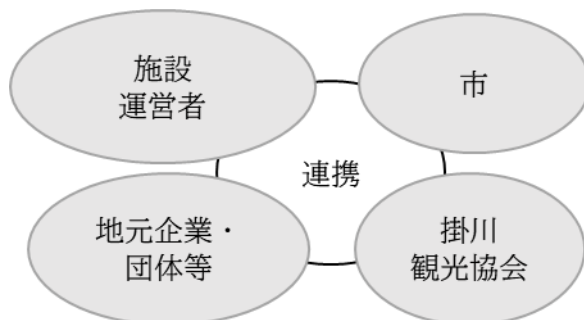 施設
運営者
市
連携
地元企業・
団体等
掛川
観光協会